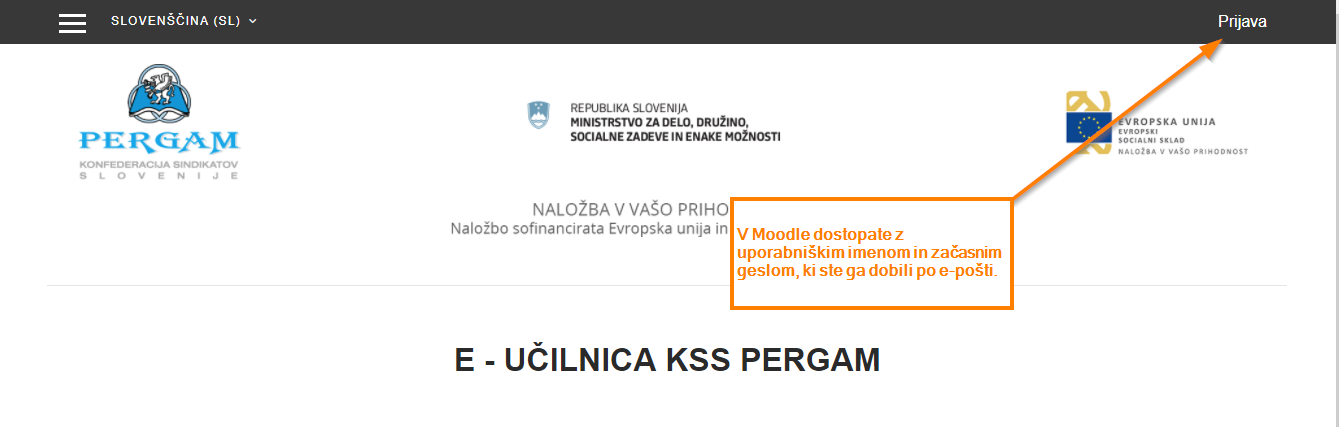 SLOVENŠČINA (SL)
Prijava
PERGAM
KONFEDERACIJA SINDIKATOV
SLOVENIJE
REPUBLIKA SLOVENIJA
MINISTRSTVO ZA DELO, DRUŽINO,
SOCIALNE ZADEVE IN ENAKE MOŽNOSTI
EVROPSKA UNIJA
EVROPSKI
SOCIALNI SKLAD
NALOŽBA V VAŠO PRIHODNOST
NALOŽBA V VAŠO PRIHO
Naložbo sofinancirata Evropska unija in
V Moodle dostopate z
uporabniškim imenom in začasnim
geslom, ki ste ga dobili po e-pošti.
E - UČILNICA KSS PERGAM